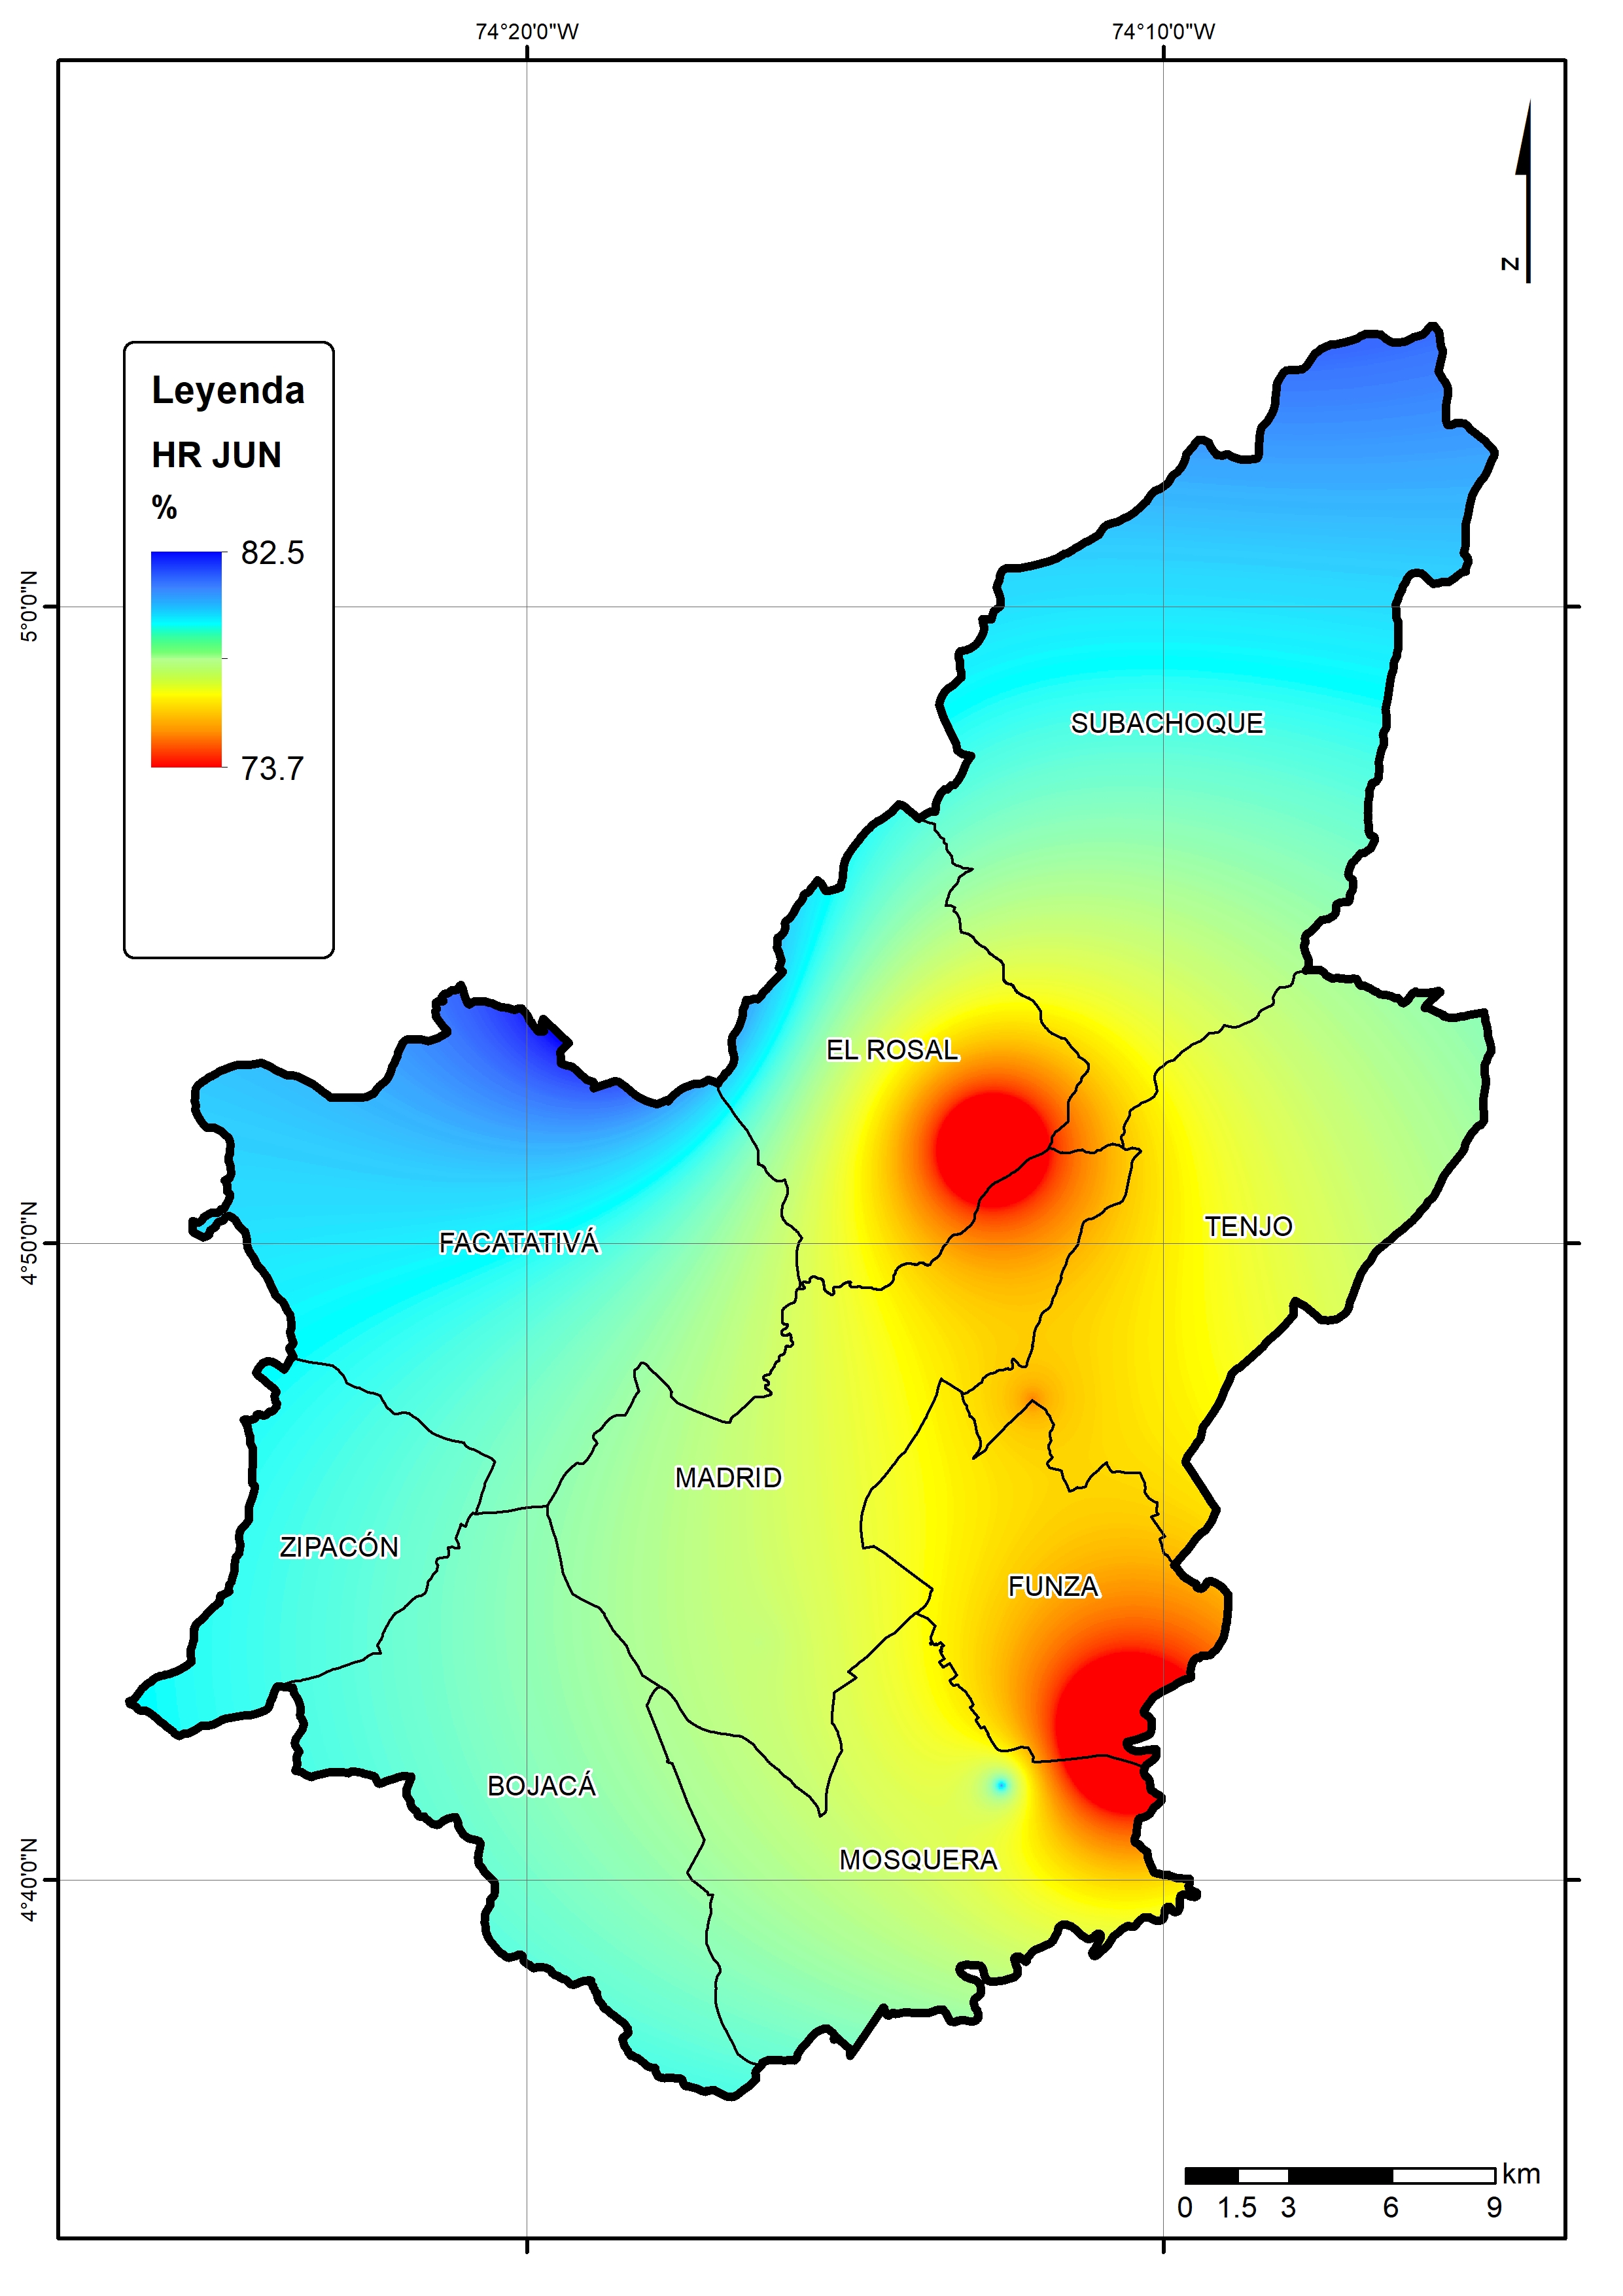 74°20'0"W
74°10'0"W
N
Leyenda
HR JUN
%
82.5
73.7
5°0'0"N
4°50'0"N
4°40'0"N
SUBACHOQUE
EL ROSAL
TENJO
FACATATIVÁ
MADRID
ZIPACÓN
FUNZA
BOJACÁ
MOSQUERA
km
0 1.5 3 6 9